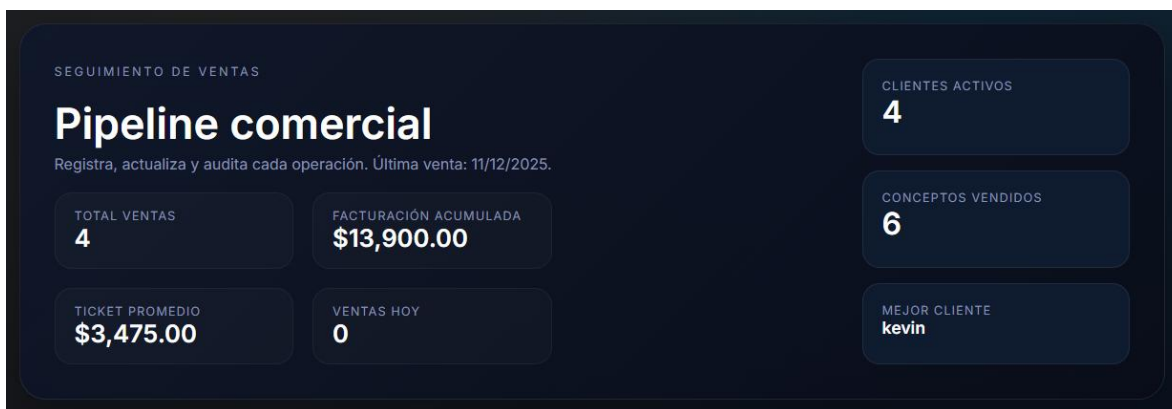 SEGUIMIENTO DE VENTAS
Pipeline comercial
Registra, actualiza y audita cada operación. Última venta: 11/12/2025.
TOTAL VENTAS
4
FACTURACIÓN ACUMULADA
$13,900.00
TICKET PROMEDIO
$3,475.00
VENTAS HOY
0
CLIENTES ACTIVOS
4
CONCEPTOS VENDIDOS
6
MEJOR CLIENTE
kevin